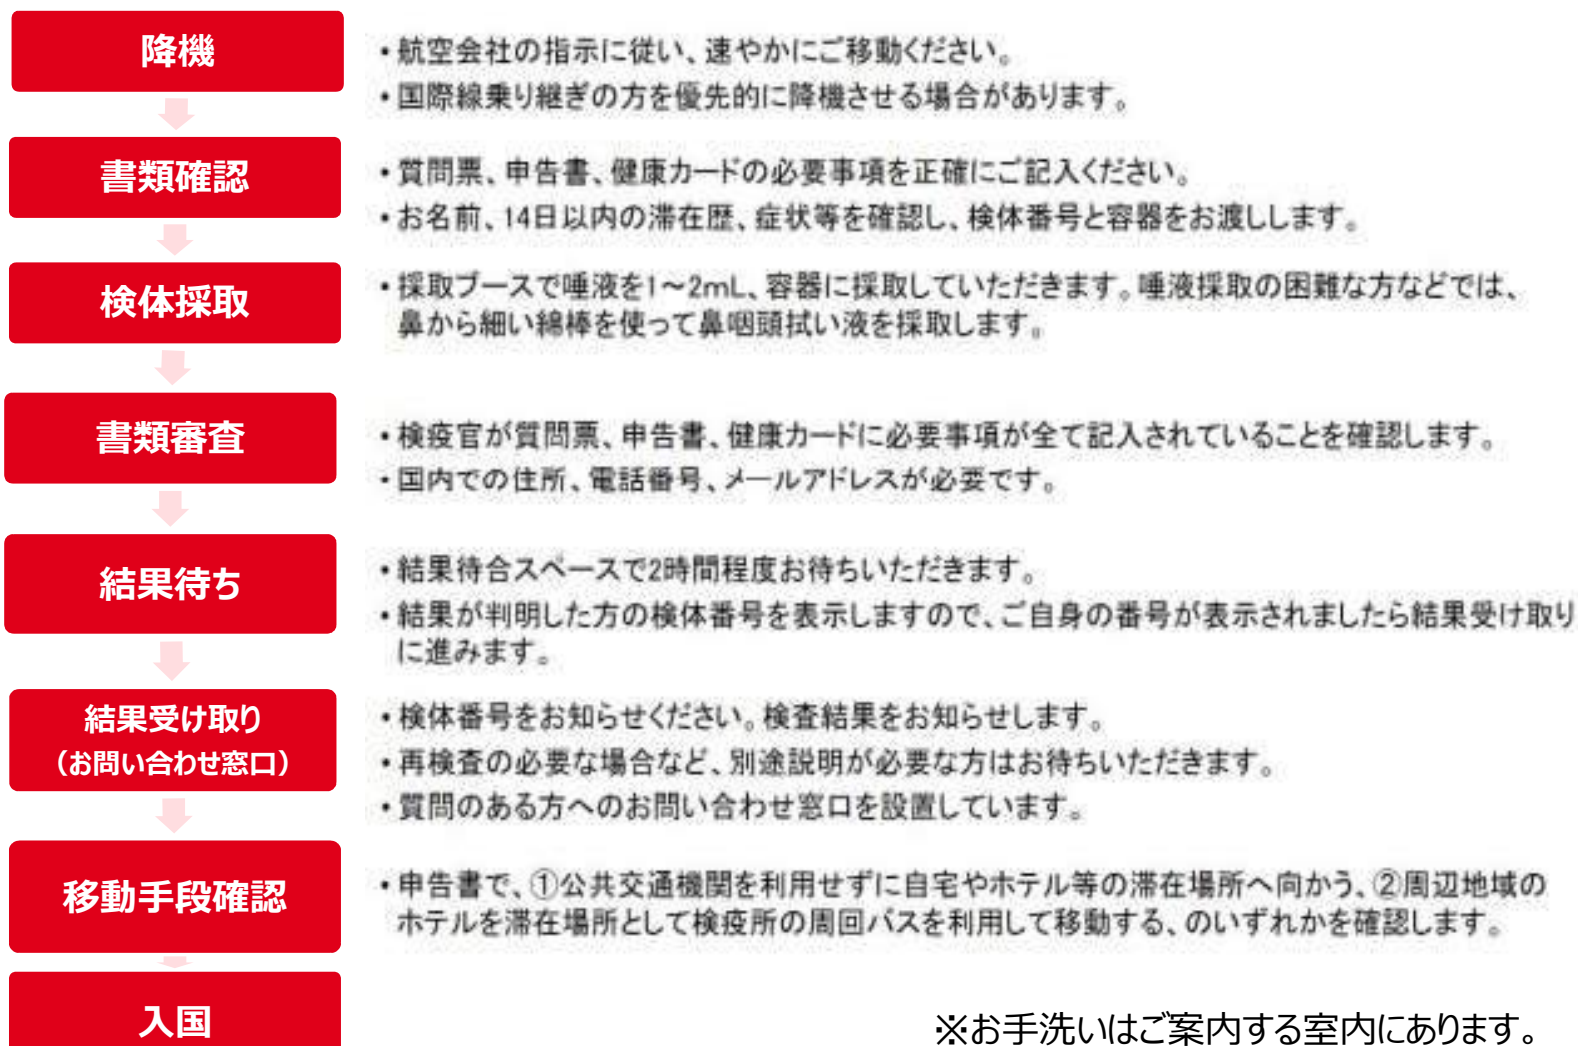 降機
・航空会社の指示に従い、速やかにご移動ください。
・国際線乗り継ぎの方を優先的に降機させる場合があります。
書類確認
・質問票、申告書、健康カードの必要事項を正確にご記入ください。
・お名前、14日以内の滞在歴、症状等を確認し、検体番号と容器をお渡しします。
検体採取
・採取ブースで唾液を1～2mL、容器に採取していただきます。唾液採取の困難な方などでは、
鼻から細い綿棒を使って鼻咽頭拭い液を採取します。
書類審査
・検疫官が質問票、申告書、健康カードに必要事項が全て記入されていることを確認します。
・国内での住所、電話番号、メールアドレスが必要です。
結果待ち
・結果待合スペースで2時間程度お待ちいただきます。
・結果が判明した方の検体番号を表示しますので、ご自身の番号が表示されましたら結果受け取り
に進みます。
結果受け取り
（お問い合わせ窓口）
・検体番号をお知らせください。検査結果をお知らせします。
・再検査の必要な場合など、別途説明が必要な方はお待ちいただきます。
・質問のある方へのお問い合わせ窓口を設置しています。
移動手段確認
・申告書で、①公共交通機関を利用せずに自宅やホテル等の滞在場所へ向かう、②周辺地域の
ホテルを滞在場所として検疫所の周回バスを利用して移動する、のいずれかを確認します。
入国
※お手洗いはご案内する室内にあります。